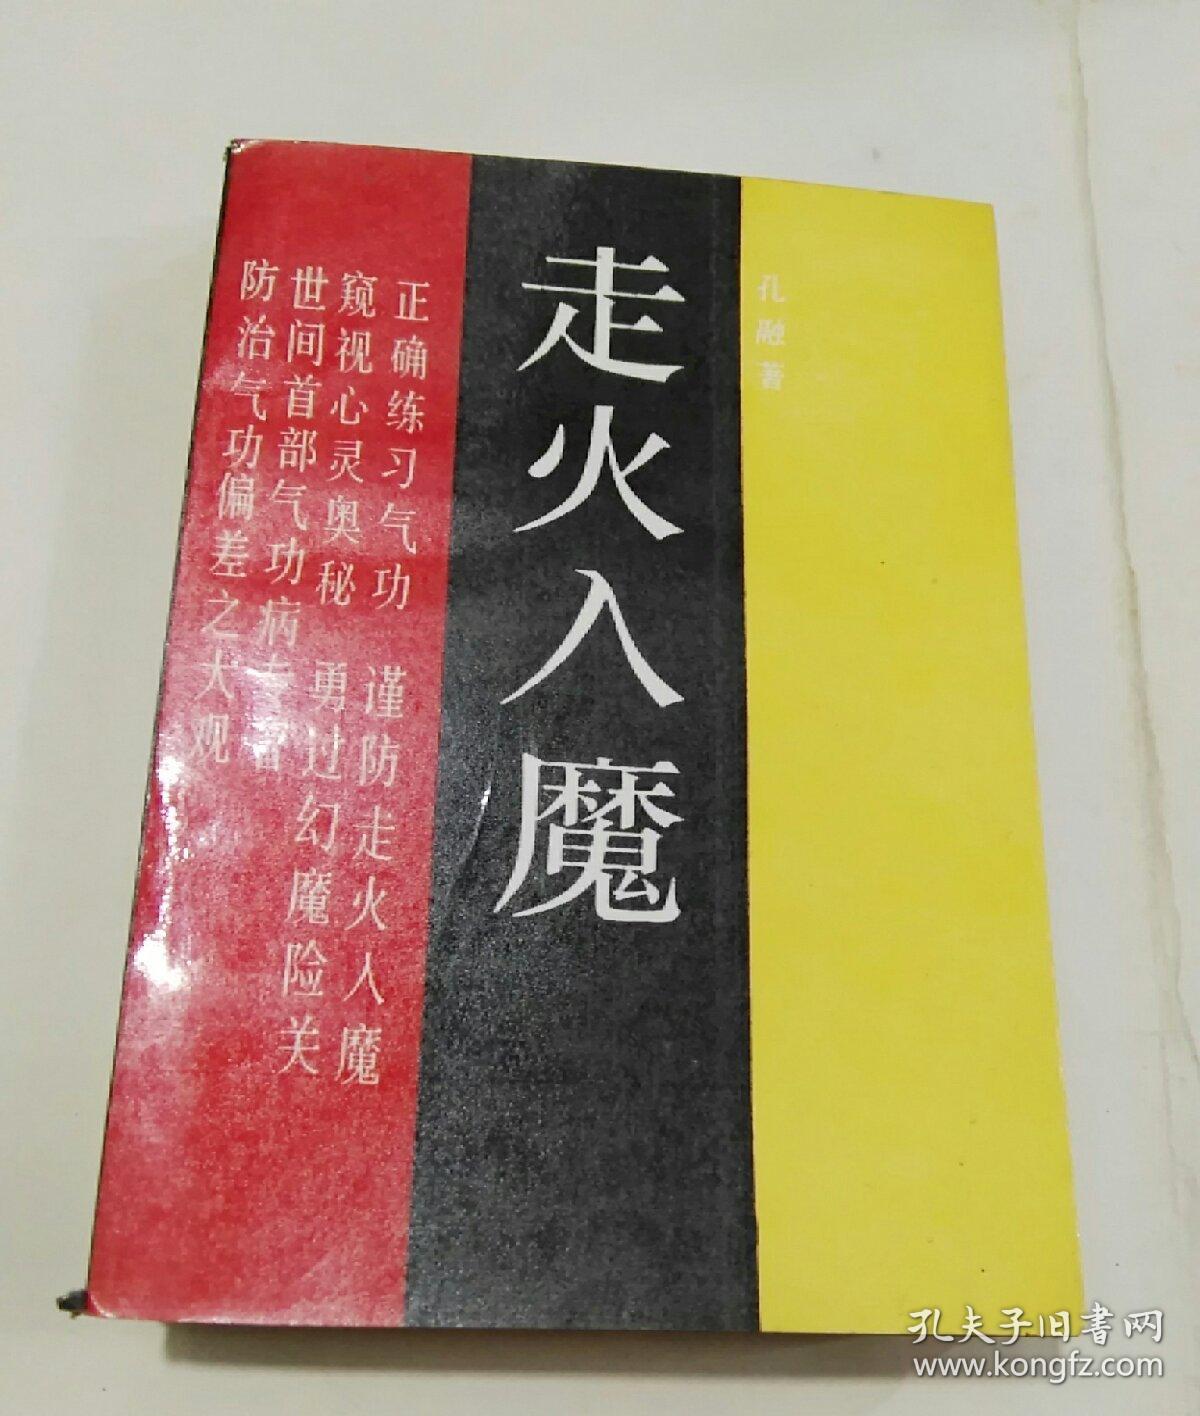 孔融著
走火入魔
正确练习气功 谨防走火入魔
窥视心灵奥秘 勇过幻魔险关
世间首部气功病专著
防治气功偏差之大观
孔夫子旧書网
www.kongfz.com